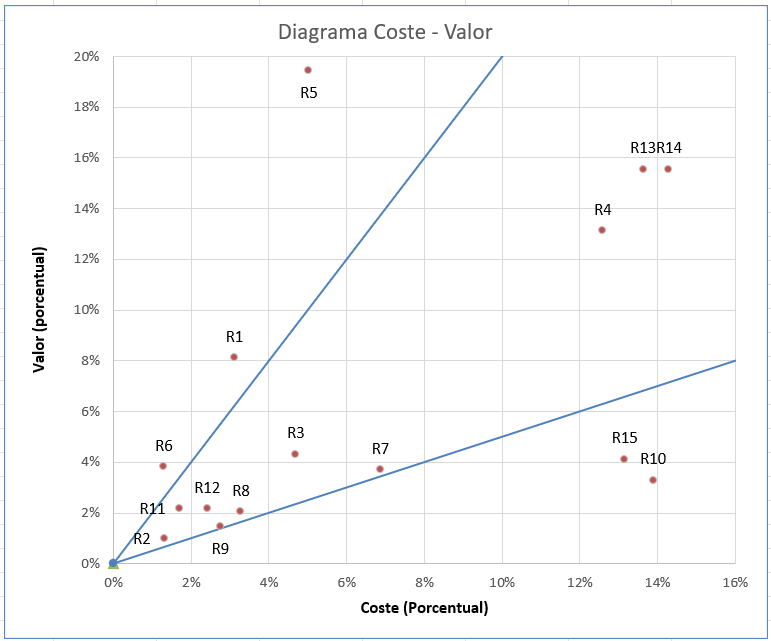 Diagrama Coste - Valor
20%
R5
18%
16%
R13 R14
14%
R4
12%
10%
R1
8%
6%
R3
R6
R7
R15
4%
R10
R12
R8
R11
2%
R2
R9
0%
0% 2% 4% 6% 8% 10% 12% 14% 16%
Valor (porcentual)
Coste (Porcentual)